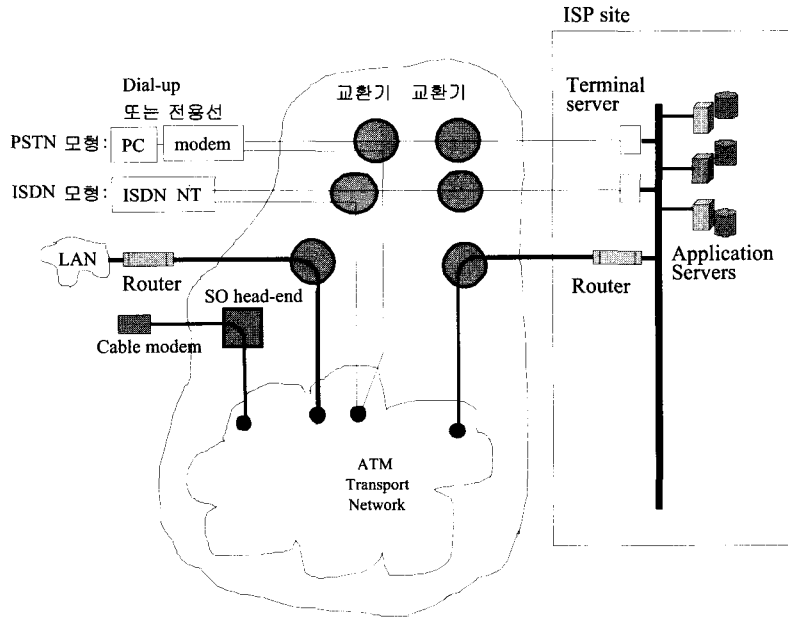 ISP site
Dial-up
또는 전용선
교환기
교환기
Terminal
server
PSTN 모형:
PC
modem
ISDN 모형:
ISDN NT
LAN
Router
SO head-end
Cable modem
Router
Application
Servers
ATM
Transport
Network